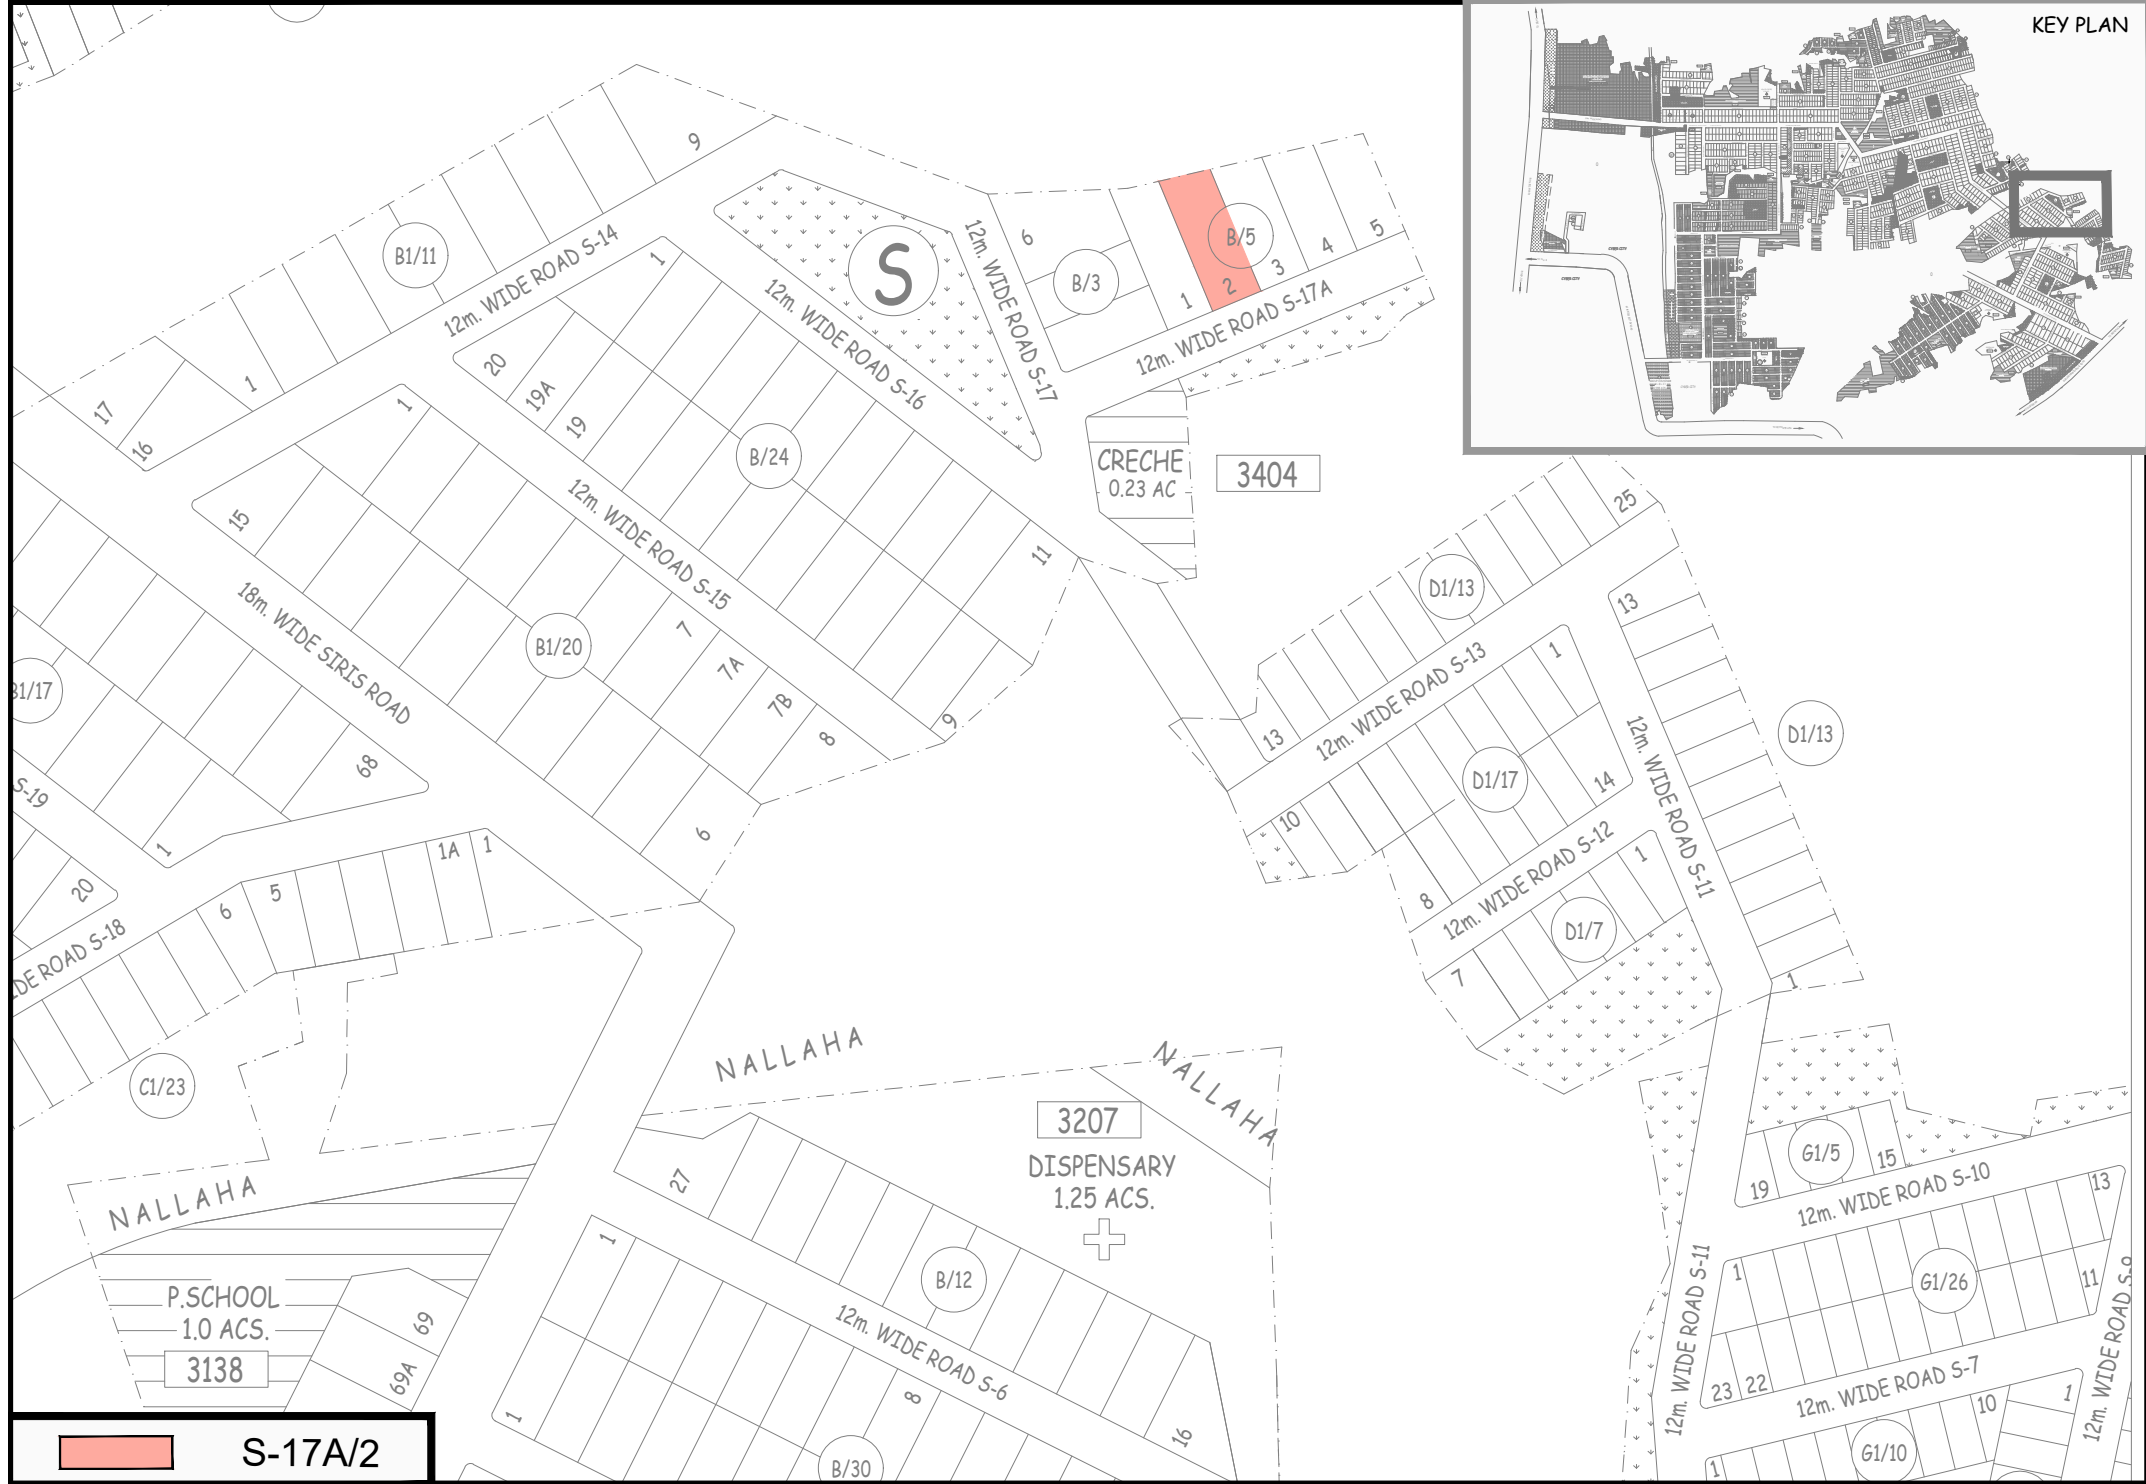 KEY PLAN
9
B1/11
12m. WIDE ROAD S-14
1
17
16
S
12m. WIDE ROAD S-17
12m. WIDE ROAD S-16
6
B/3
B/5
1
2
3
4
5
12m. WIDE ROAD S-17A
CRECHE
0.23 AC
3404
1
20
19A
19
B/24
11
9
12m. WIDE ROAD S-15
1
15
B1/20
7
7A
7B
8
6
18m. WIDE SIRIS ROAD
B1/17
68
1
S-19
20
1A
1
5
6
C1/23
25
D1/13
13
12m. WIDE ROAD S-13
13
D1/13
1
12m. WIDE ROAD S-11
1
D1/17
14
10
8
12m. WIDE ROAD S-12
1
D1/7
7
NALLAHA
NALLAHA
NALLAHA
3207
DISPENSARY
1.25 ACS.
P.SCHOOL
1.0 ACS.
3138
69
69A
27
B/12
16
12m. WIDE ROAD S-6
1
1
8
B/30
G1/5
19
15
12m. WIDE ROAD S-10
13
1
G1/26
11
23
22
12m. WIDE ROAD S-7
12m. WIDE ROAD S-11
1
10
G1/10
1
S-17A/2